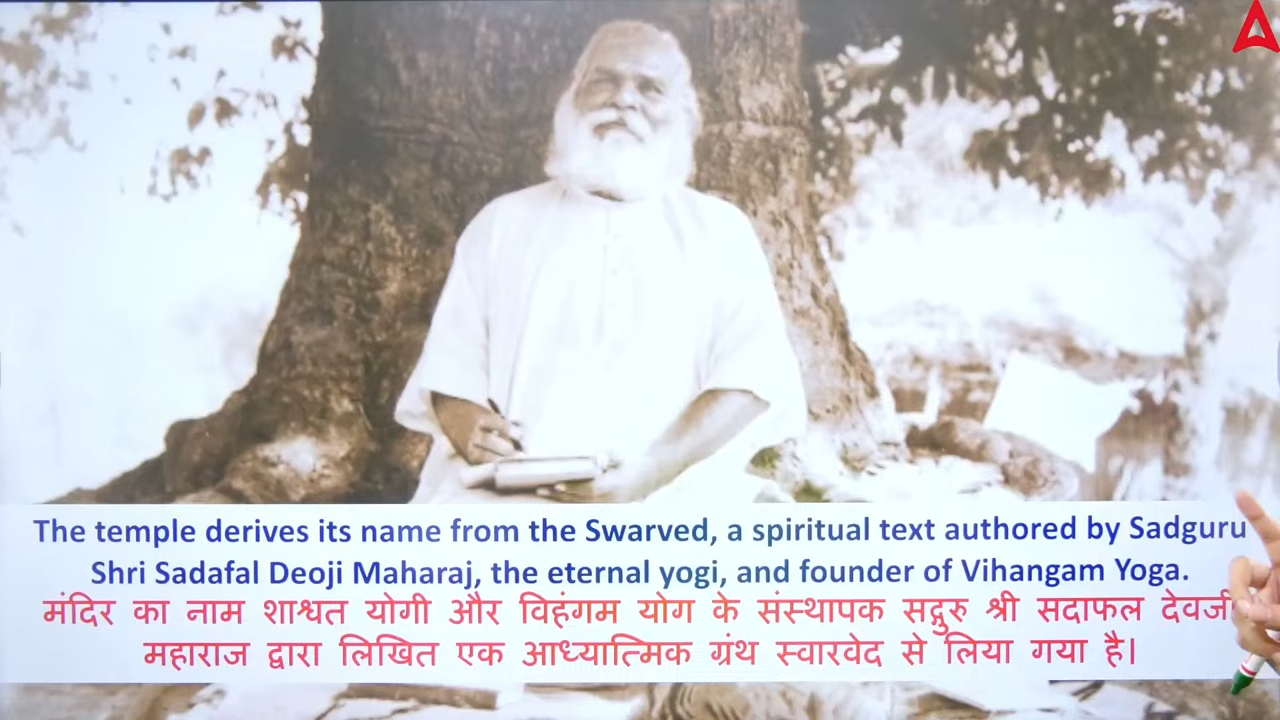 The temple derives its name from the Swarved, a spiritual text authored by Sadguru
Shri Sadafal Deoji Maharaj, the eternal yogi, and founder of Vihangam Yoga.
मंदिर का नाम शाश्वत योगी और विहंगम योग के संस्थापक सद्गुरु श्री सदाफल देवजी
महाराज द्वारा लिखित एक आध्यात्मिक ग्रंथ स्वारवेद से लिया गया है।